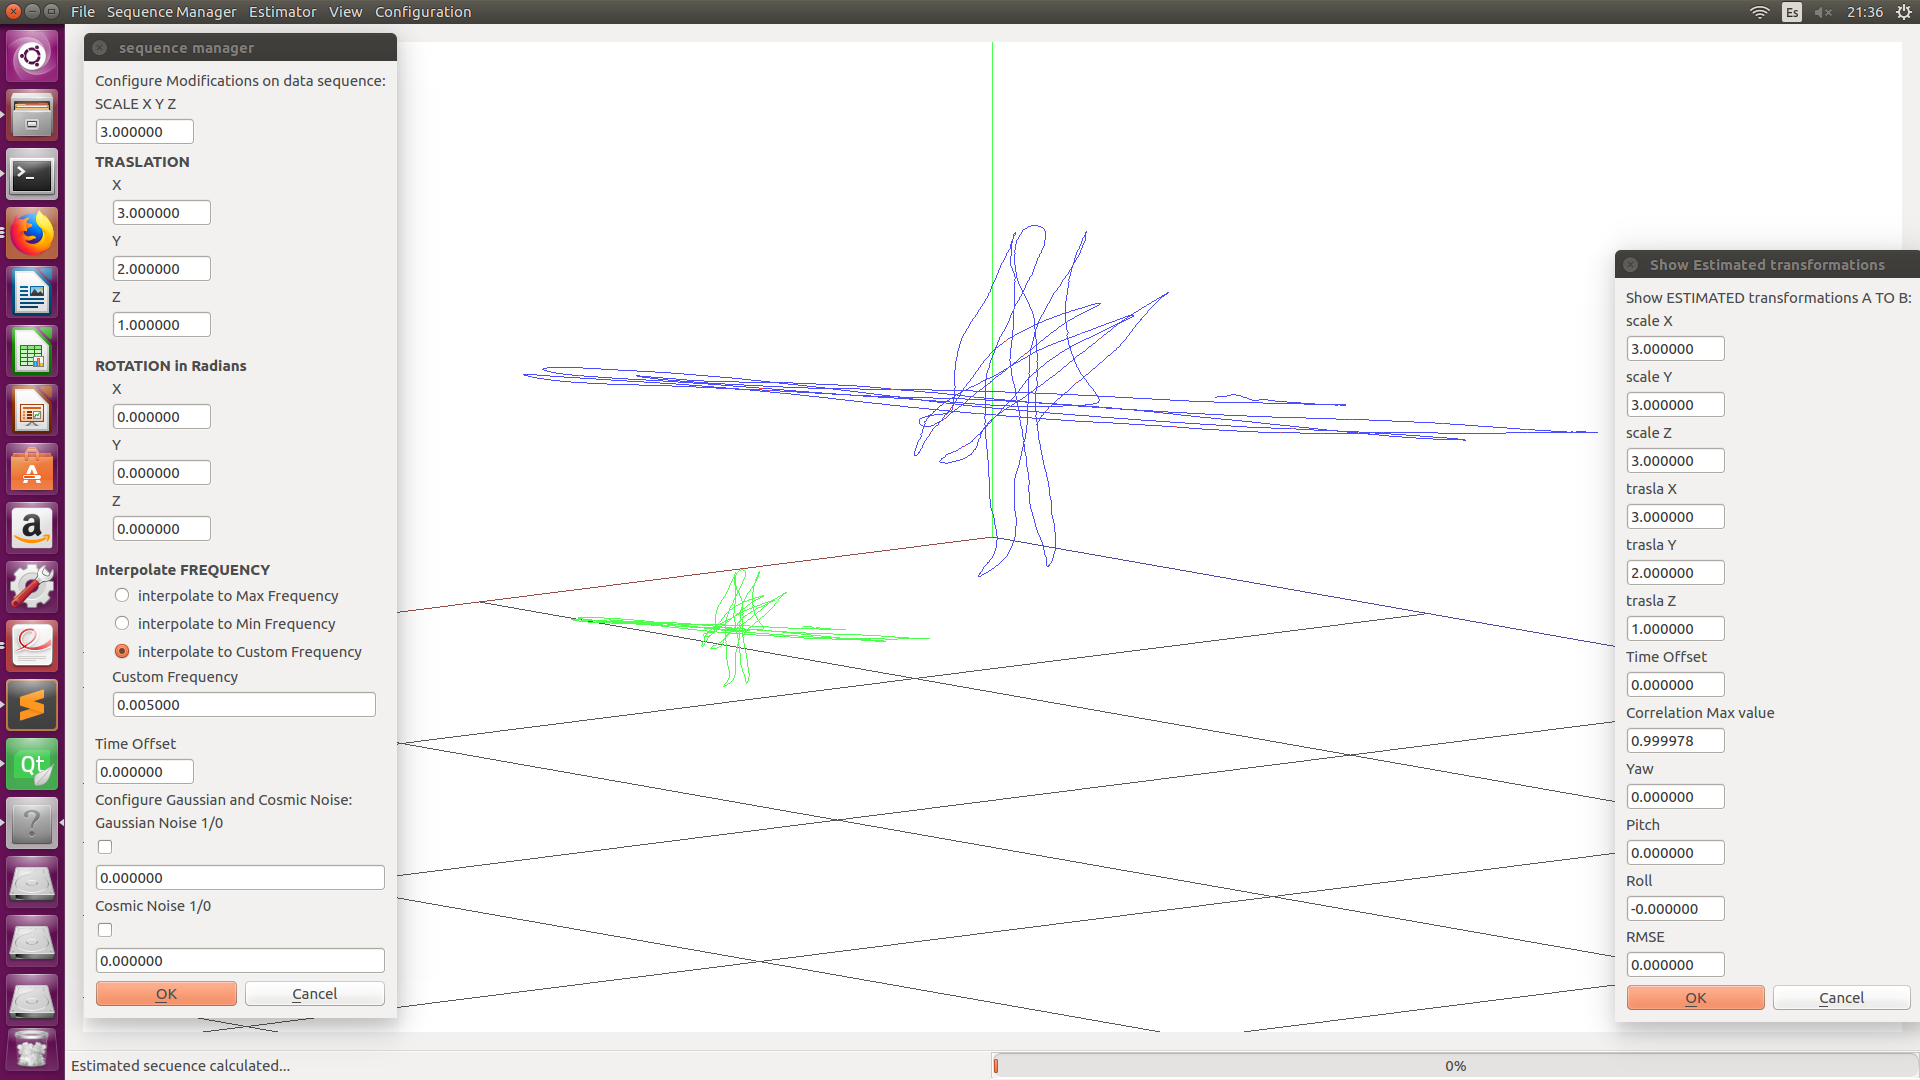 File Sequence Manager Estimator View Configuration
Es 21:36
sequence manager
Configure Modifications on data sequence:
SCALE X Y Z
3.000000
TRASLATION
X
3.000000
Y
2.000000
Z
1.000000
ROTATION in Radians
X
0.000000
Y
0.000000
Z
0.000000
Interpolate FREQUENCY
interpolate to Max Frequency
interpolate to Min Frequency
interpolate to Custom Frequency
Custom Frequency
0.005000
Time Offset
0.000000
Configure Gaussian and Cosmic Noise:
Gaussian Noise 1/0
0.000000
Cosmic Noise 1/0
0.000000
OK Cancel
Show Estimated transformations
Show ESTIMATED transformations A TO B:
scale X
3.000000
scale Y
3.000000
scale Z
3.000000
trasla X
3.000000
trasla Y
2.000000
trasla Z
1.000000
Time Offset
0.000000
Correlation Max value
0.999978
Yaw
0.000000
Pitch
0.000000
Roll
-0.000000
RMSE
0.000000
OK Cancel
Qt
Estimated secuence calculated...
0%